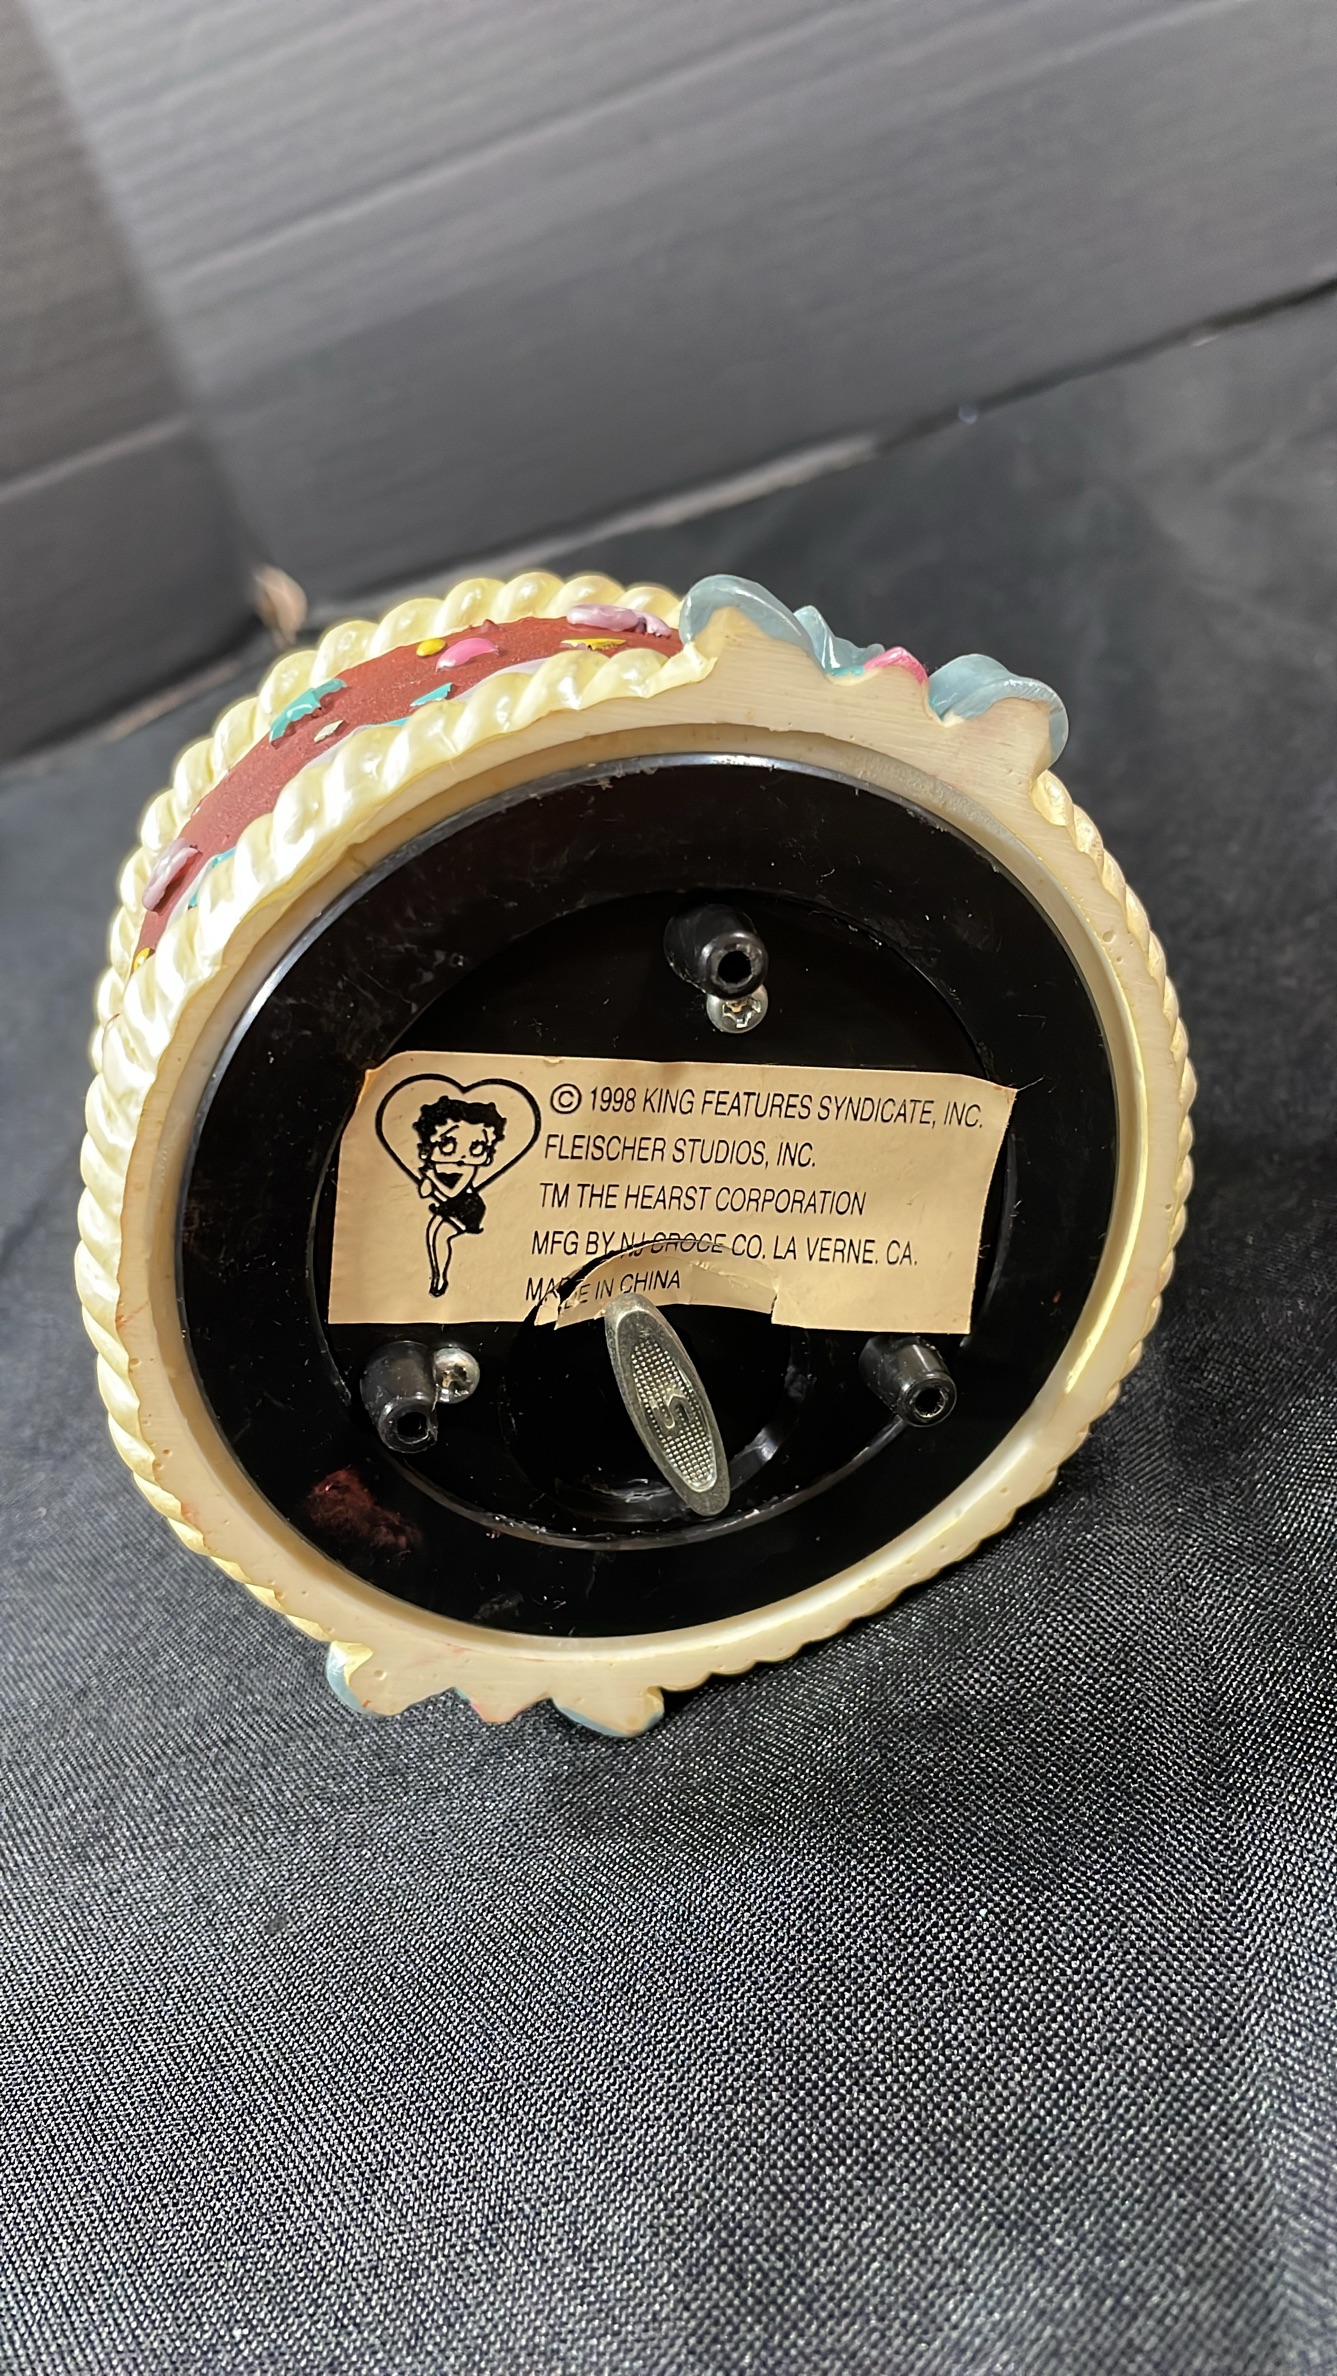 © 1998 KING FEATURES SYNDICATE, INC.
FLEISCHER STUDIOS, INC.
TM THE HEARST CORPORATION
MFG BY NJ CROCE CO. LA VERNE. CA.
MADE IN CHINA
S